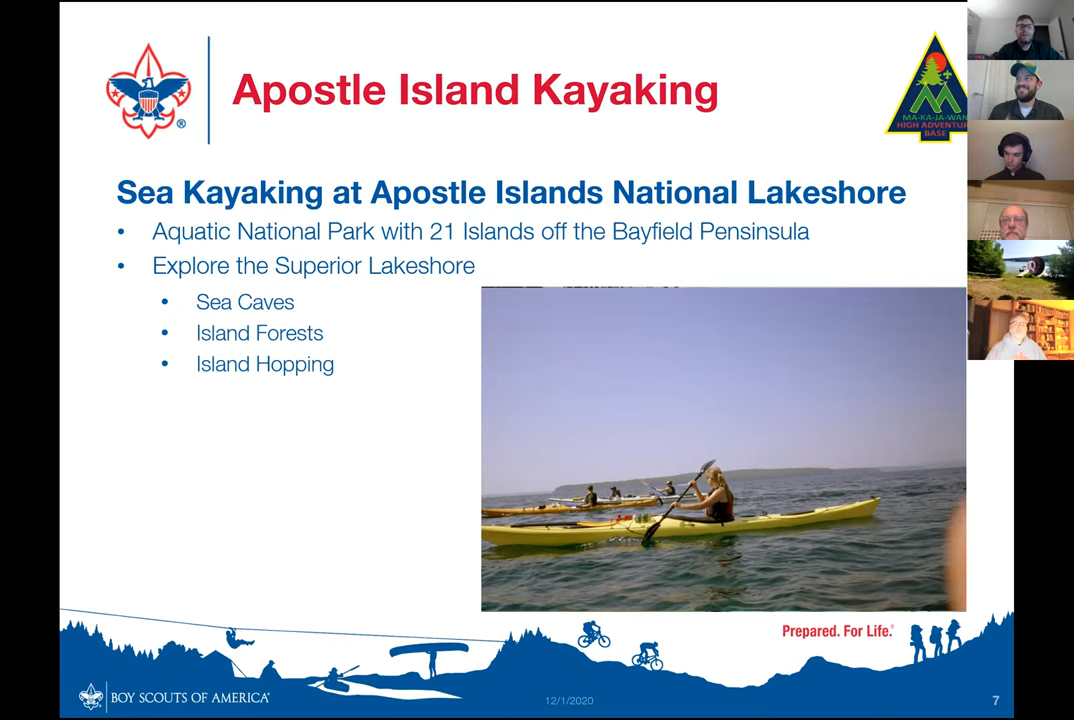 Apostle Island Kayaking
MA-KA-JA-WAN
HIGH ADVENTURE
BASE
Sea Kayaking at Apostle Islands National Lakeshore
• Aquatic National Park with 21 Islands off the Bayfield Pensinsula
• Explore the Superior Lakeshore
• Sea Caves
• Island Forests
• Island Hopping
Prepared. For Life.®
BOY SCOUTS OF AMERICA®
12/1/2020
7